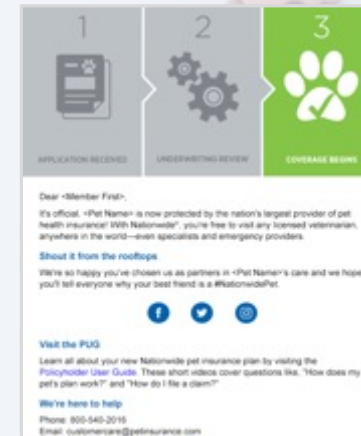 1
2
3
APPLICATION RECEIVED
UNDERWRITING REVIEW
COVERAGE BEGINS
Dear <Member First>,
It's official. <Pet Name> is now protected by the nation's largest provider of pet
health insurance! With Nationwide®, you're free to visit any licensed veterinarian,
anywhere in the world—even specialists and emergency providers.
Shout it from the rooftops
We're so happy you've chosen us as partners in <Pet Name>'s care and we hope
you'll tell everyone why your best friend is a #NationwidePet.
Visit the PUG
Learn all about your new Nationwide pet insurance plan by visiting the
Policyholder User Guide. These short videos cover questions like, "How does my
pet's plan work?" and "How do I file a claim?"
We're here to help
Phone: 800-540-2016
Email: customercare@petinsurance.com